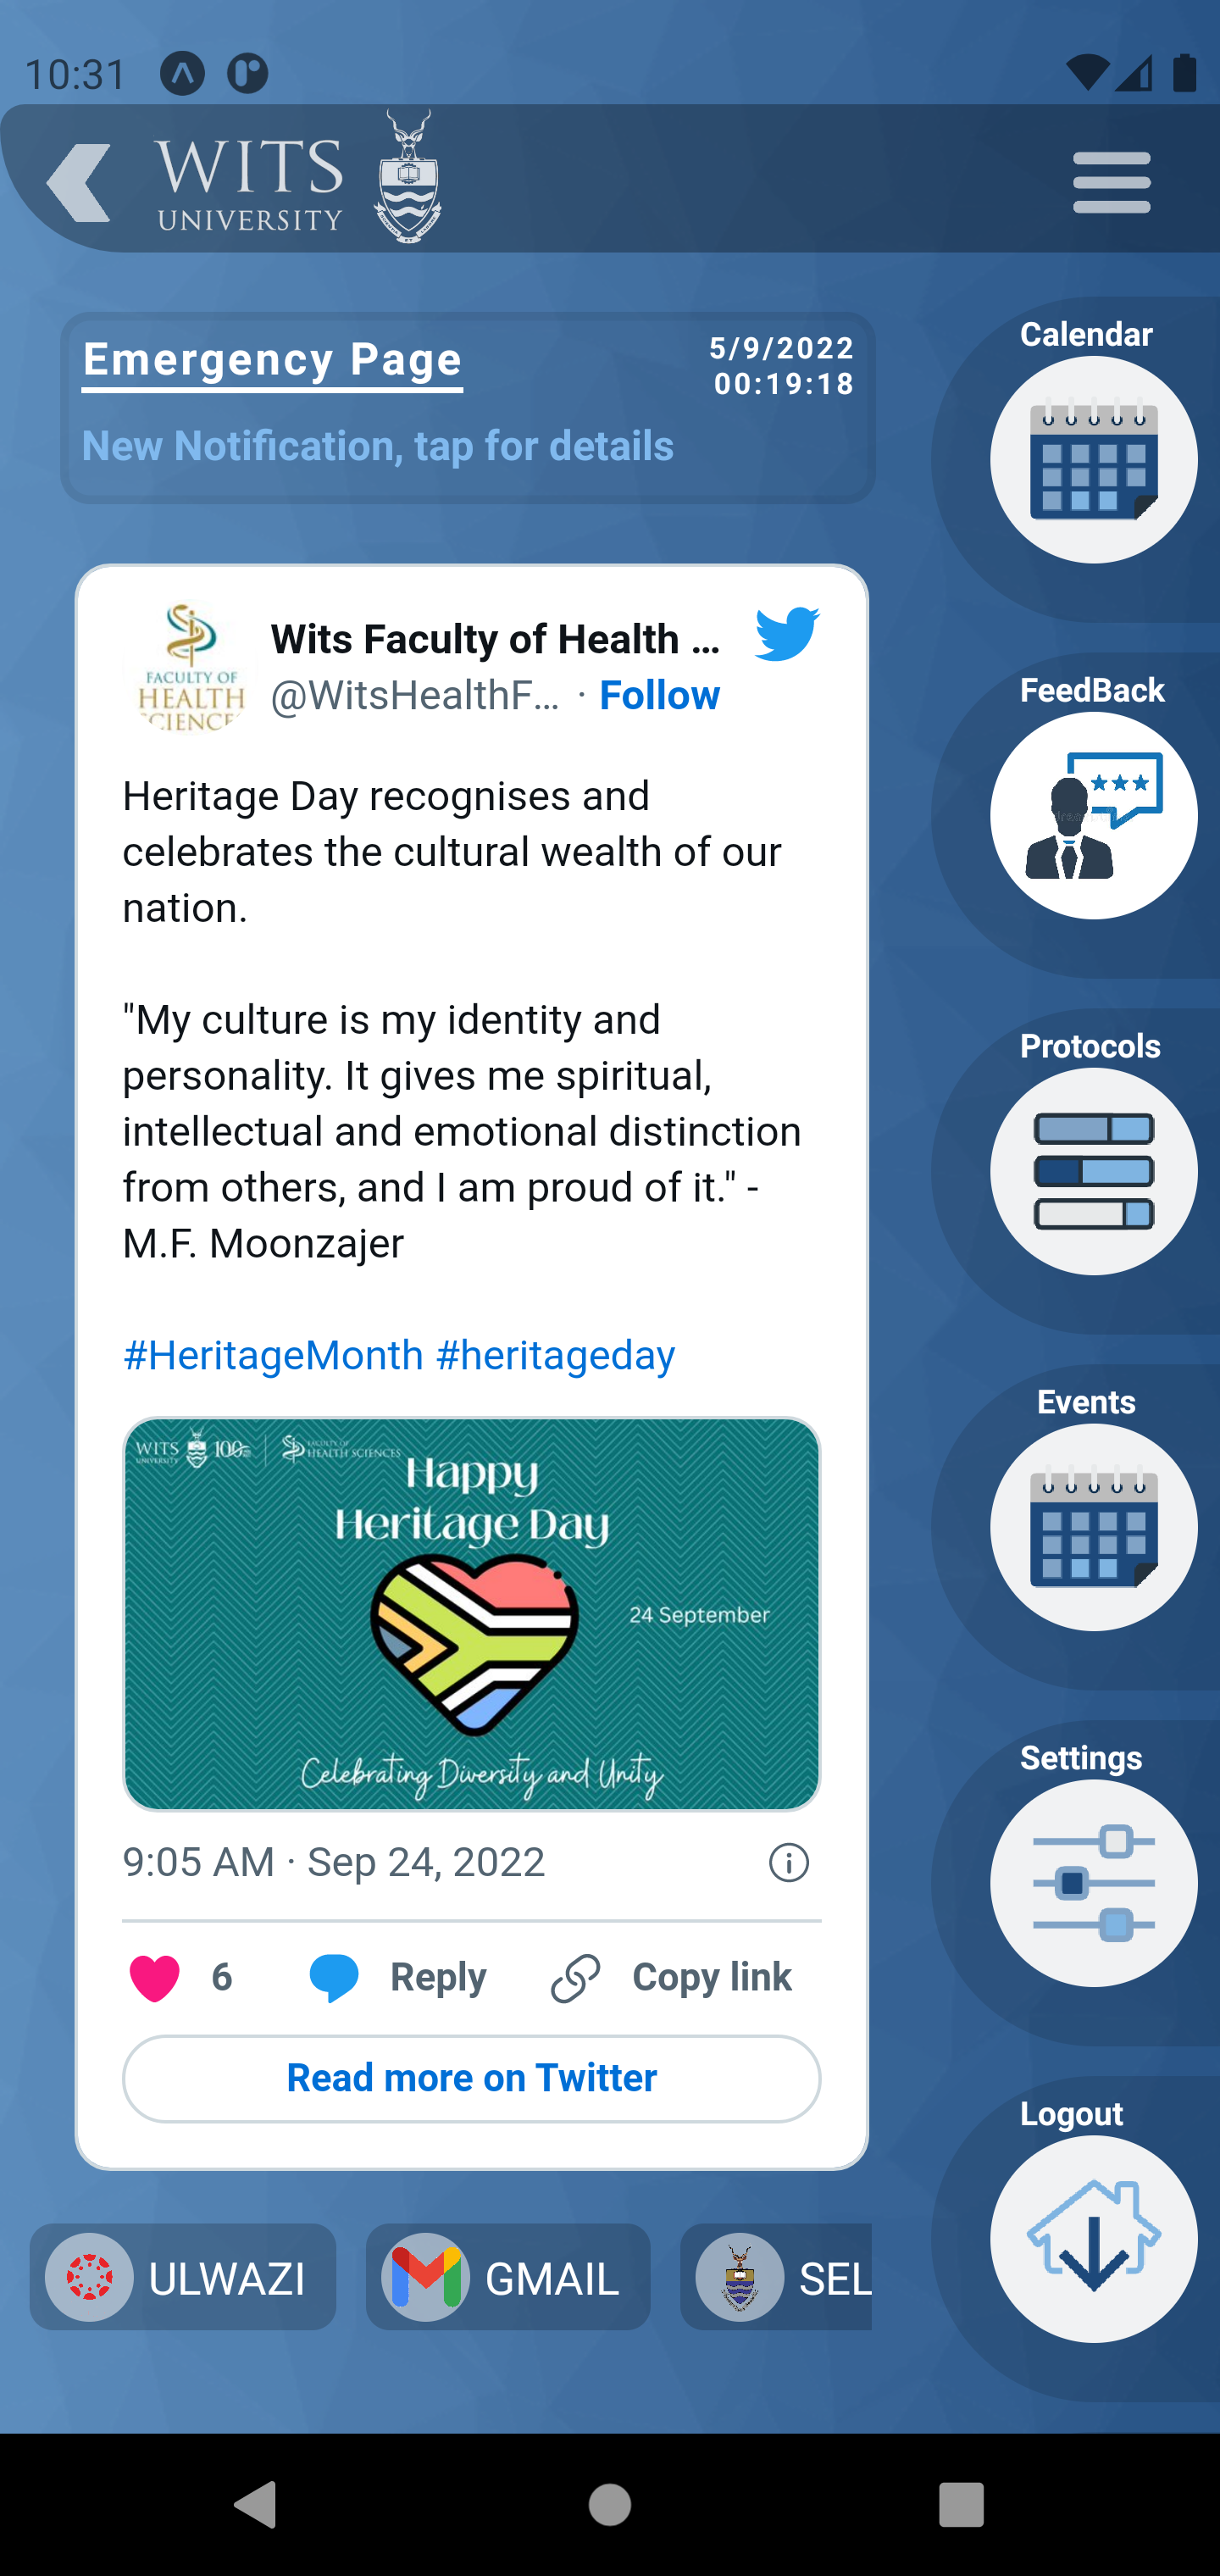 10:31
WITS
UNIVERSITY
Emergency Page
5/9/2022
00:19:18
New Notification, tap for details
Calendar
FeedBack
Protocols
Events
Settings
Logout
FACULTY OF
HEALTH
SCIENCE
Wits Faculty of Health ...
@WitsHealthF... · Follow
Heritage Day recognises and
celebrates the cultural wealth of our
nation.
"My culture is my identity and
personality. It gives me spiritual,
intellectual and emotional distinction
from others, and I am proud of it." -
M.F. Moonzajer
#HeritageMonth #heritageday
WITS
UNIVERSITY
100
FACULTY OF
HEALTH SCIENCES
Happy
Heritage Day
24 September
Celebrating Diversity and Unity
9:05 AM · Sep 24, 2022
6
Reply
Copy link
Read more on Twitter
ULWAZI
GMAIL
SEL